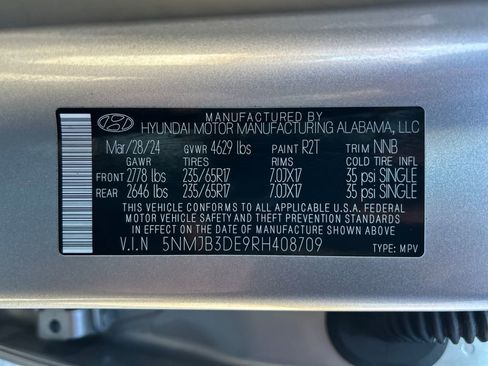 MANUFACTURED BY
HYUNDAI MOTOR MANUFACTURING ALABAMA, LLC
Mar/28/24 GVWR 4629 lbs PAINT R2T TRIM NNB
GAWR TIRES RIMS COLD TIRE INFL
FRONT 2778 lbs 235/65R17 7.0JX17 35 psi SINGLE
REAR 2646 lbs 235/65R17 7.0JX17 35 psi SINGLE
THIS VEHICLE CONFORMS TO ALL APPLICABLE U.S.A. FEDERAL
MOTOR VEHICLE SAFETY AND THEFT PREVENTION STANDARDS IN
EFFECT ON THE DATE OF MANUFACTURE SHOWN ABOVE
V.I.N 5NMJB3DE9RH408709 TYPE: MPV